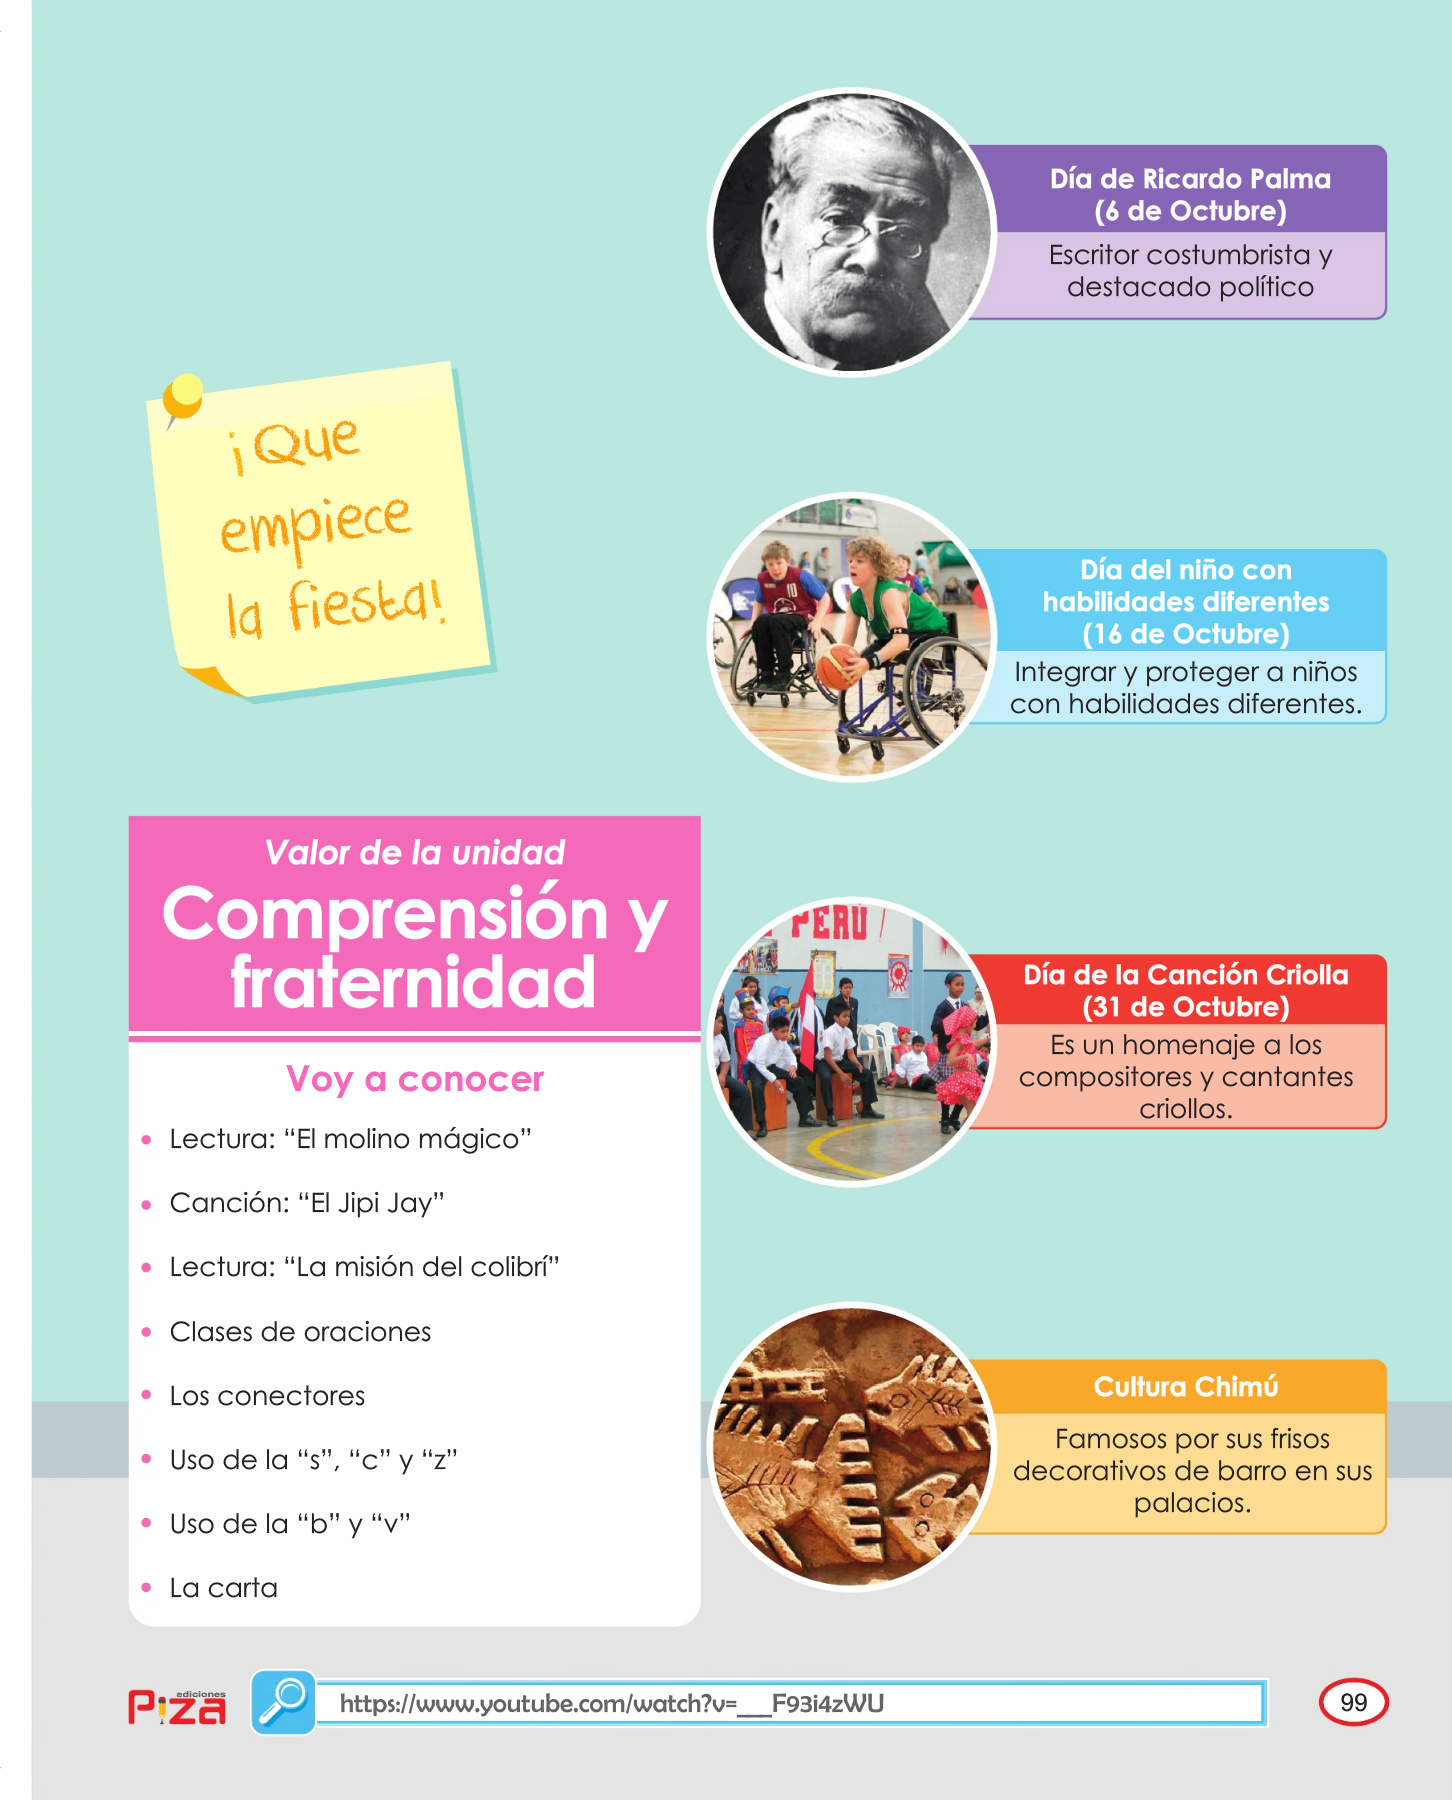 ¡Que
empiece
la fiesta!
Valor de la unidad
Comprensión y
fraternidad
Voy a conocer
• Lectura: “El molino mágico”
• Canción: “El Jipi Jay”
• Lectura: “La misión del colibrí”
• Clases de oraciones
• Los conectores
• Uso de la “s”, “c” y “z”
• Uso de la “b” y “v”
• La carta
Día de Ricardo Palma
(6 de Octubre)
Escritor costumbrista y
destacado político
Día del niño con
habilidades diferentes
(16 de Octubre)
Integrar y proteger a niños
con habilidades diferentes.
10
PERÚ
Día de la Canción Criolla
(31 de Octubre)
Es un homenaje a los
compositores y cantantes
criollos.
Cultura Chimú
Famosos por sus frisos
decorativos de barro en sus
palacios.
ediciones
Piza
https://www.youtube.com/watch?v=___F93i4zWU
99